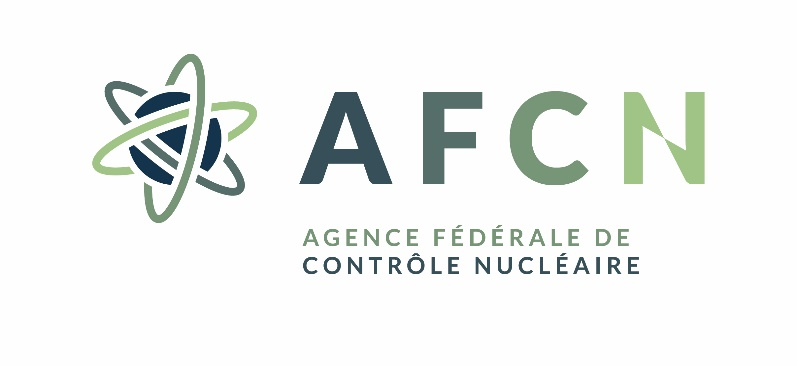 AFCN
AGENCE FÉDÉRALE DE
CONTRÔLE NUCLÉAIRE